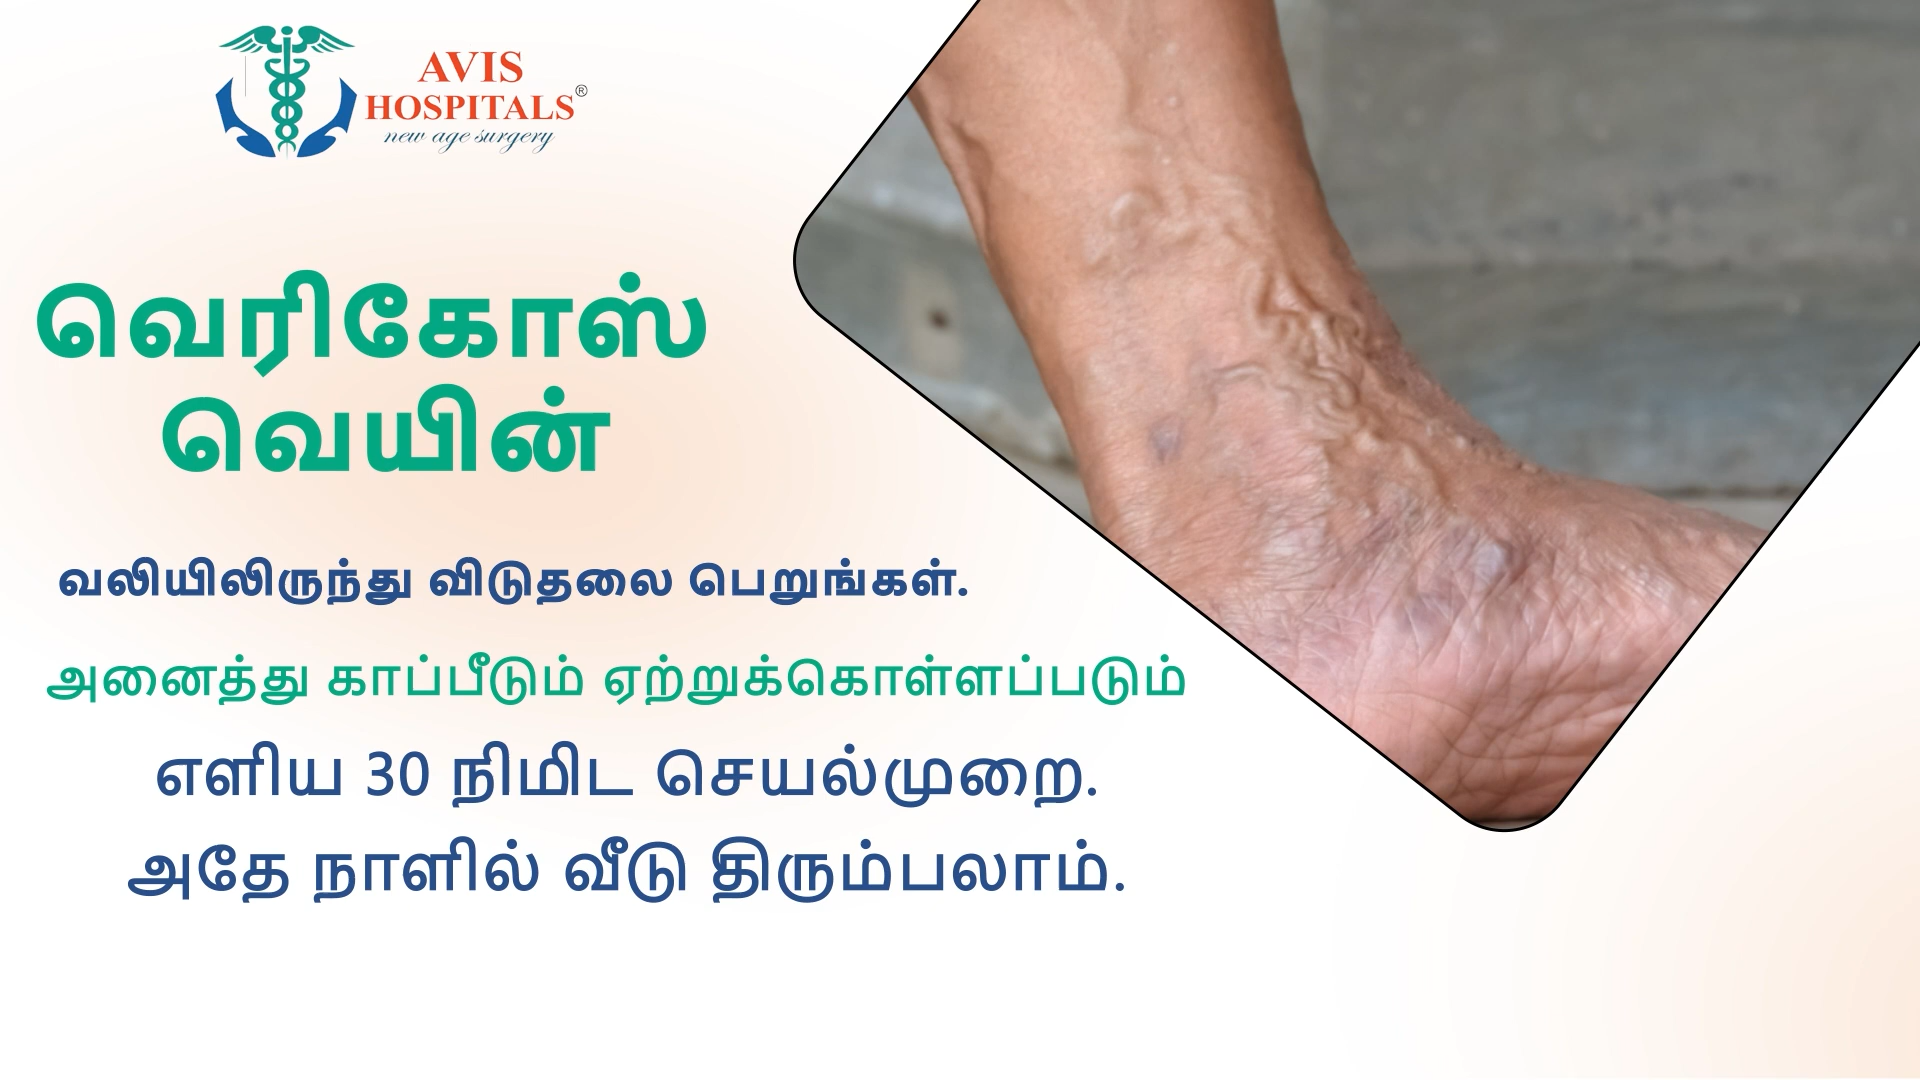 AVIS
HOSPITALS®
new age surgery
வெரிகோஸ்
வெயின்
வலியிலிருந்து விடுதலை பெறுங்கள்.
அனைத்து காப்பீடும் ஏற்றுக்கொள்ளப்படும்
எளிய 30 நிமிட செயல்முறை.
அதே நாளில் வீடு திரும்பலாம்.